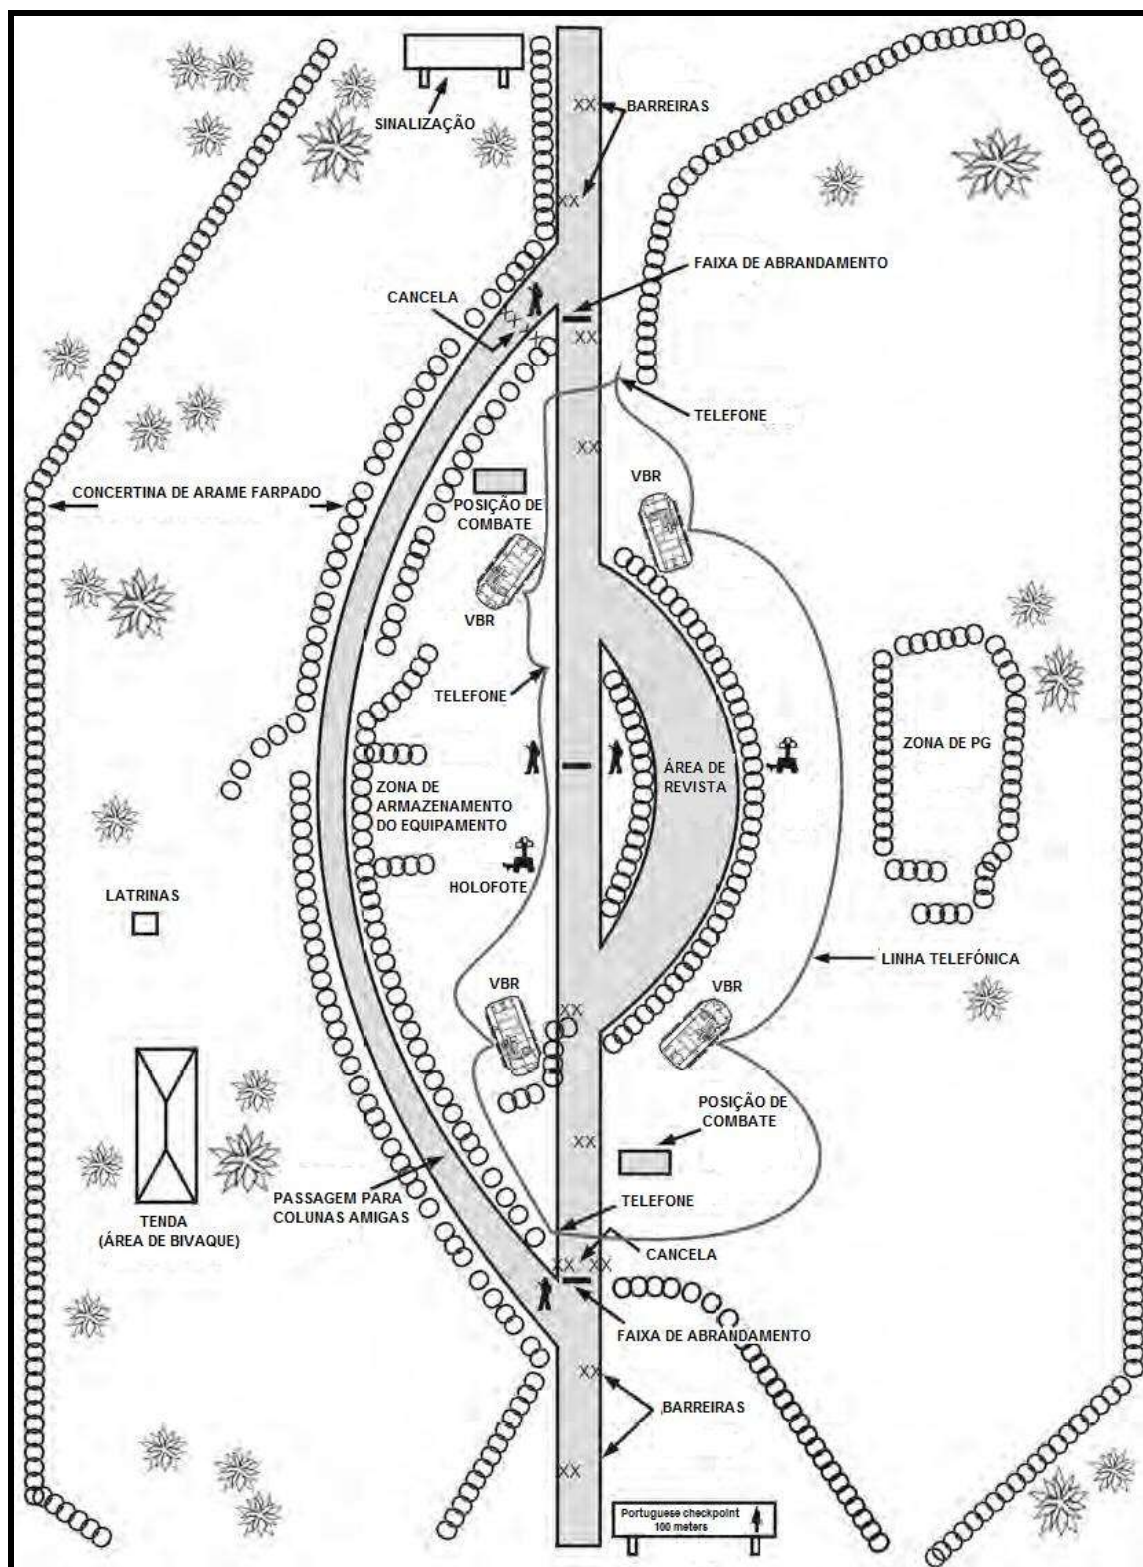 SINALIZAÇÃO
BARREIRAS
FAIXA DE ABRANDAMENTO
CANCELA
TELEFONE
VBR
CONCERTINA DE ARAME FARPADO
POSIÇÃO DE
COMBATE
VBR
TELEFONE
ZONA DE PG
ÁREA DE
REVISTA
ZONA DE
ARMAZENAMENTO
DO EQUIPAMENTO
HOLOFOTE
LATRINAS
LINHA TELEFÓNICA
VBR
VBR
POSIÇÃO DE
COMBATE
PASSAGEM PARA
COLUNAS AMIGAS
TELEFONE
TENDA
(ÁREA DE BIVAQUE)
CANCELA
FAIXA DE ABRANDAMENTO
BARREIRAS
Portuguese checkpoint
100 meters